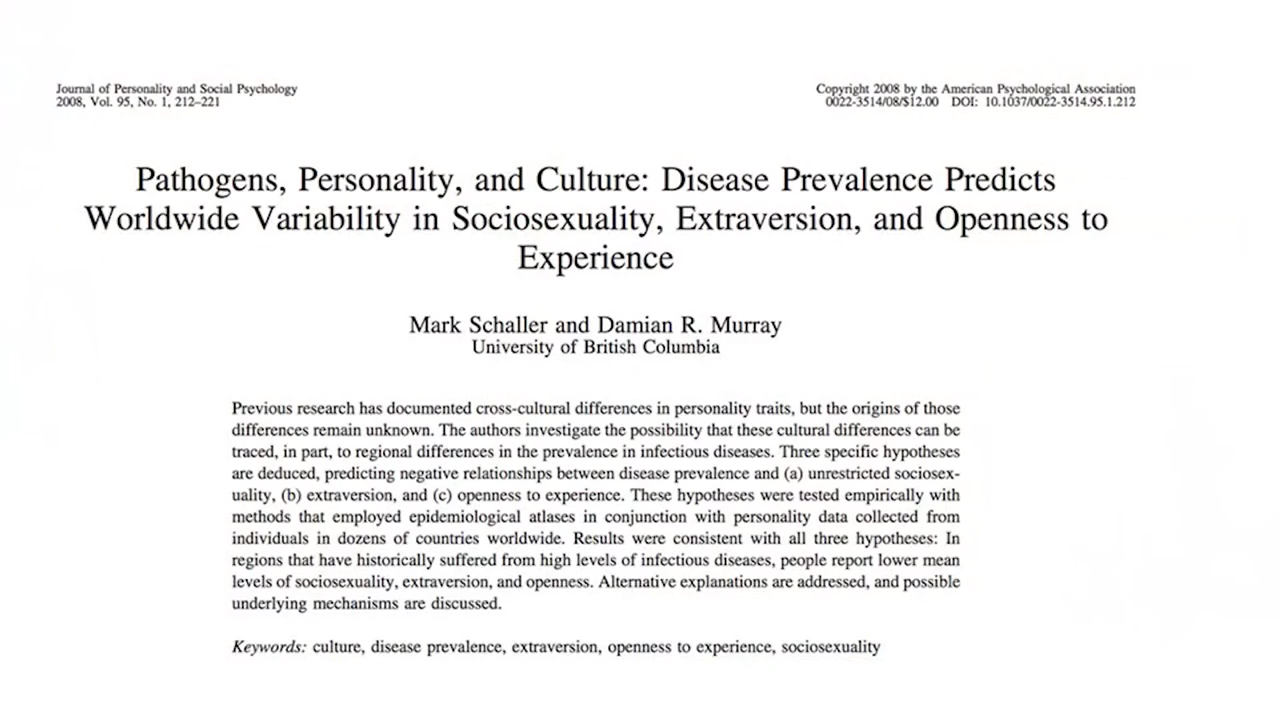 Journal of Personality and Social Psychology
2008, Vol. 95, No. 1, 212–221
Copyright 2008 by the American Psychological Association
0022-3514/08/$12.00 DOI: 10.1037/0022-3514.95.1.212
Pathogens, Personality, and Culture: Disease Prevalence Predicts
Worldwide Variability in Sociosexuality, Extraversion, and Openness to
Experience
Mark Schaller and Damian R. Murray
University of British Columbia
Previous research has documented cross-cultural differences in personality traits, but the origins of those
differences remain unknown. The authors investigate the possibility that these cultural differences can be
traced, in part, to regional differences in the prevalence in infectious diseases. Three specific hypotheses
are deduced, predicting negative relationships between disease prevalence and (a) unrestricted sociosex-
uality, (b) extraversion, and (c) openness to experience. These hypotheses were tested empirically with
methods that employed epidemiological atlases in conjunction with personality data collected from
individuals in dozens of countries worldwide. Results were consistent with all three hypotheses: In
regions that have historically suffered from high levels of infectious diseases, people report lower mean
levels of sociosexuality, extraversion, and openness. Alternative explanations are addressed, and possible
underlying mechanisms are discussed.
Keywords: culture, disease prevalence, extraversion, openness to experience, sociosexuality